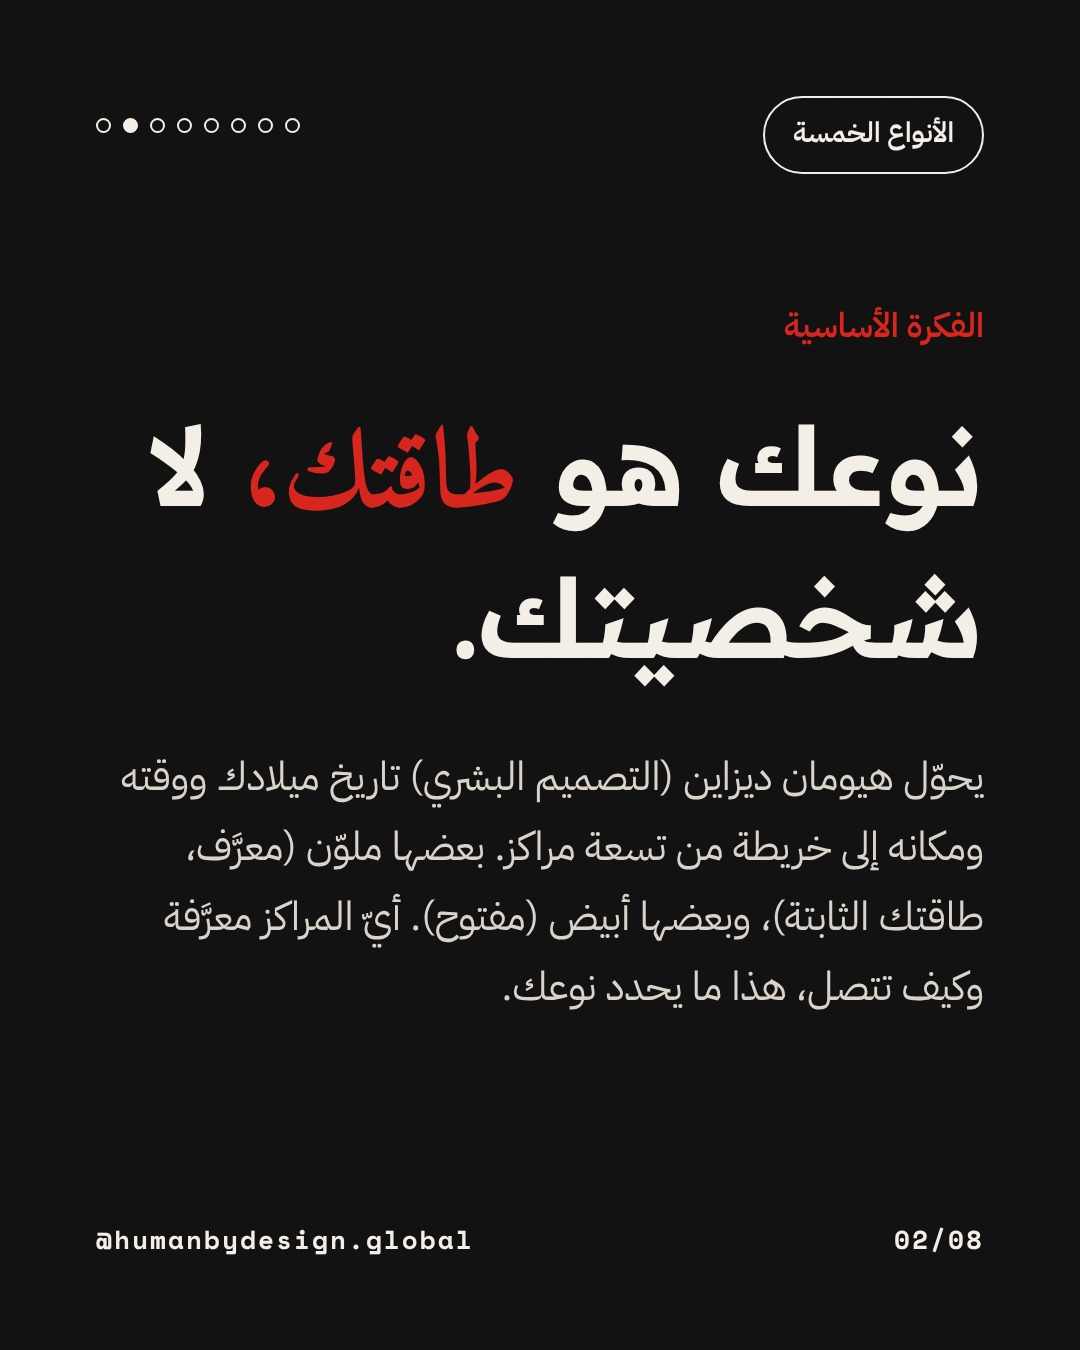 الأنواع الخمسة
الفكرة الأساسية
نوعك هو طاقتك، لا
شخصيتك.
يحوّل هيومان ديزاين (التصميم البشري) تاريخ ميلادك ووقته
ومكانه إلى خريطة من تسعة مراكز. بعضها ملوّن (معرَّف،
طاقتك الثابتة)، وبعضها أبيض (مفتوح). أيّ المراكز معرَّفة
وكيف تتصل، هذا ما يحدد نوعك.
@humanbydesign.global
02/08